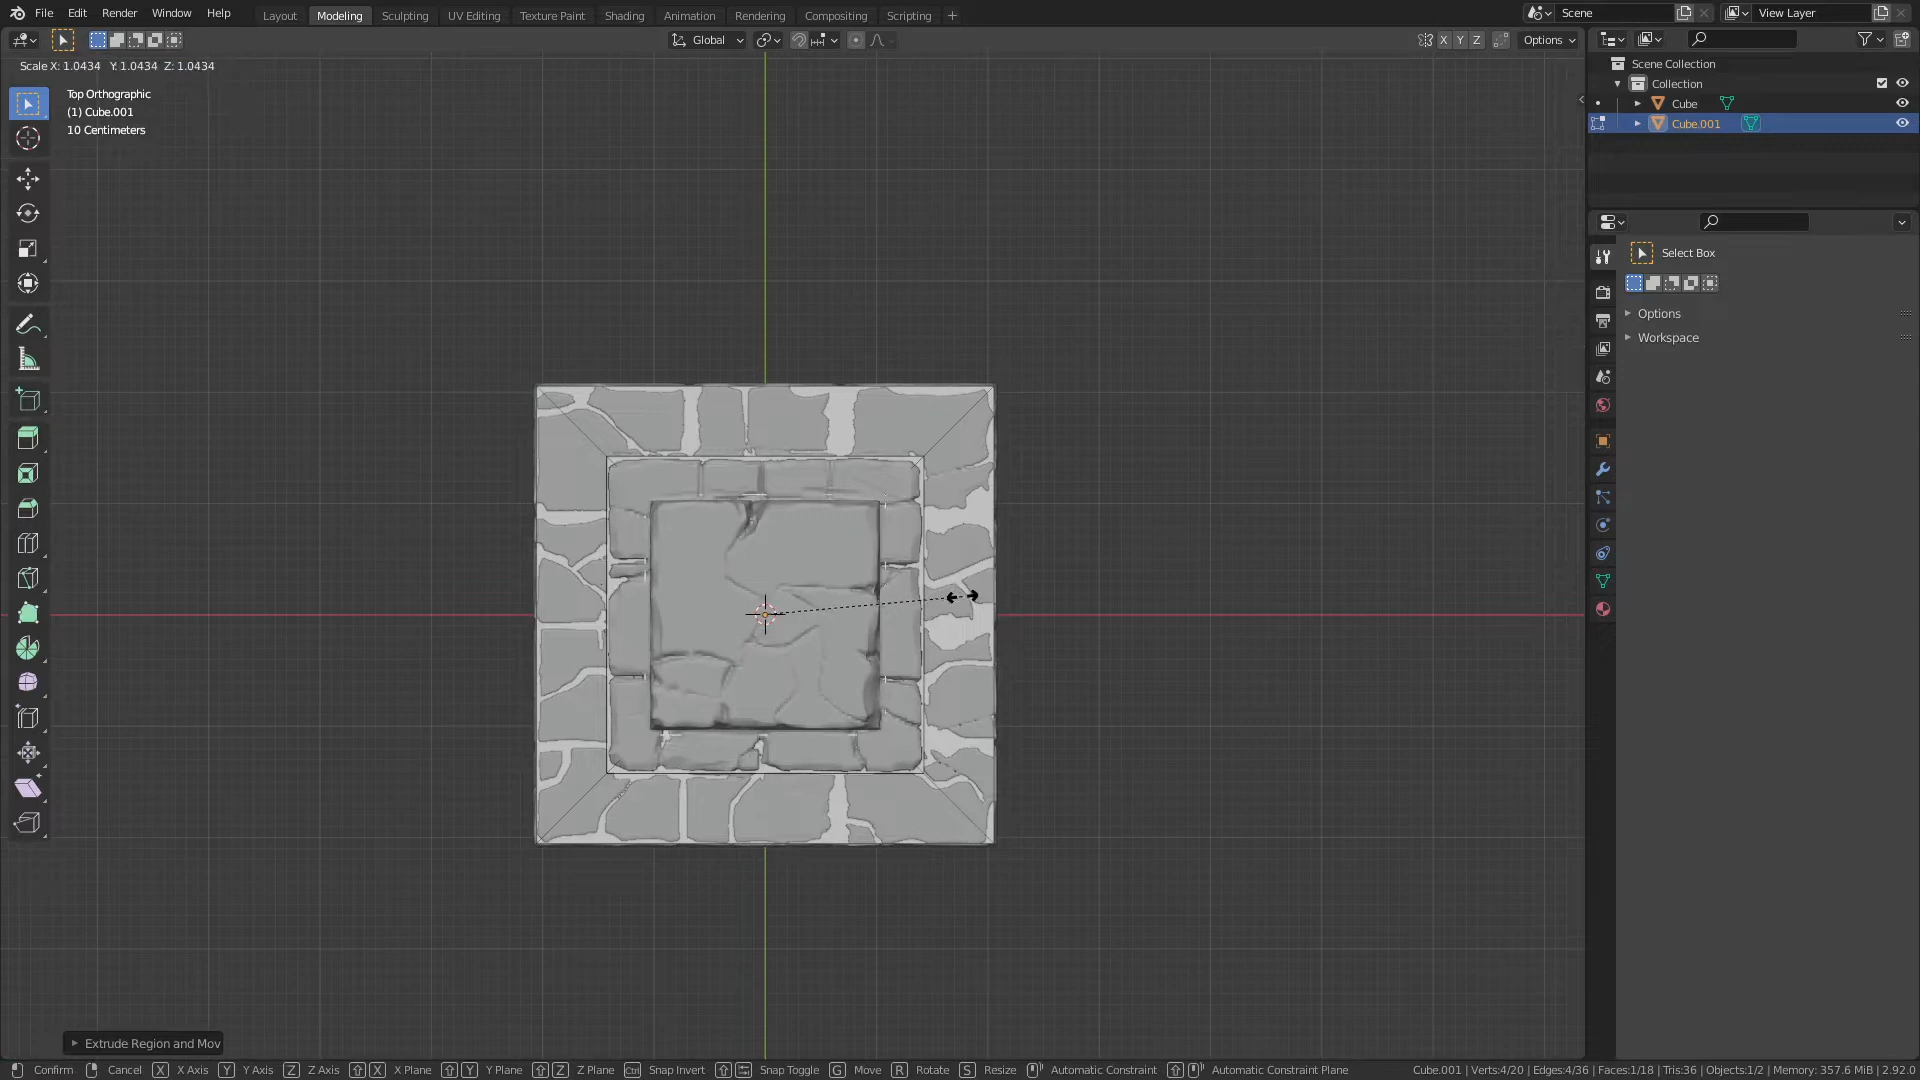 File Edit Render Window Help Layout Modeling Sculpting UV Editing Texture Paint Shading Animation Rendering Compositing Scripting Scene View Layer
Global X Y Z Options
Scale X: 1.0434 Y: 1.0434 Z: 1.0434
Top Orthographic
(1) Cube.001
10 Centimeters
Scene Collection
Collection
Cube
Cube.001
Select Box
Options
Workspace
Extrude Region and Mov
Confirm Cancel X X Axis Y Y Axis Z Z Axis X X Plane Y Y Plane Z Z Plane Ctrl Snap Invert Snap Toggle G Move R Rotate S Resize Automatic Constraint Automatic Constraint Plane Cube.001 | Verts:4/20 | Edges:4/36 | Faces:1/18 | Tris:36 | Objects:1/2 | Memory: 357.6 MiB | 2.92.0